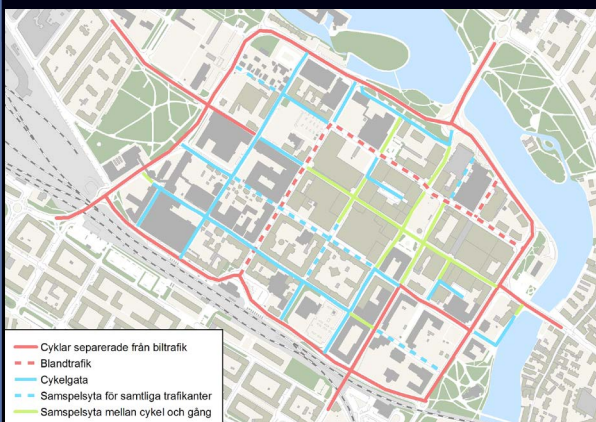 Cyklar separerade från biltrafik
Blandtrafik
Cykelgata
Samspelsyta för samtliga trafikanter
Samspelsyta mellan cykel och gång